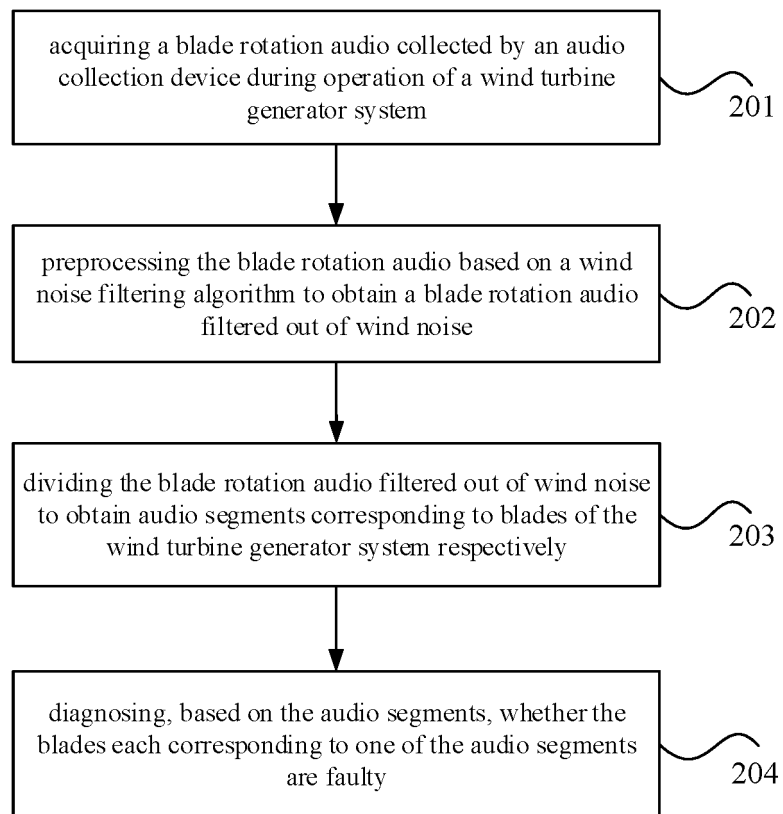 acquiring a blade rotation audio collected by an audio
collection device during operation of a wind turbine
generator system
201
preprocessing the blade rotation audio based on a wind
noise filtering algorithm to obtain a blade rotation audio
filtered out of wind noise
202
dividing the blade rotation audio filtered out of wind noise
to obtain audio segments corresponding to blades of the
wind turbine generator system respectively
203
diagnosing, based on the audio segments, whether the
blades each corresponding to one of the audio segments
are faulty
204